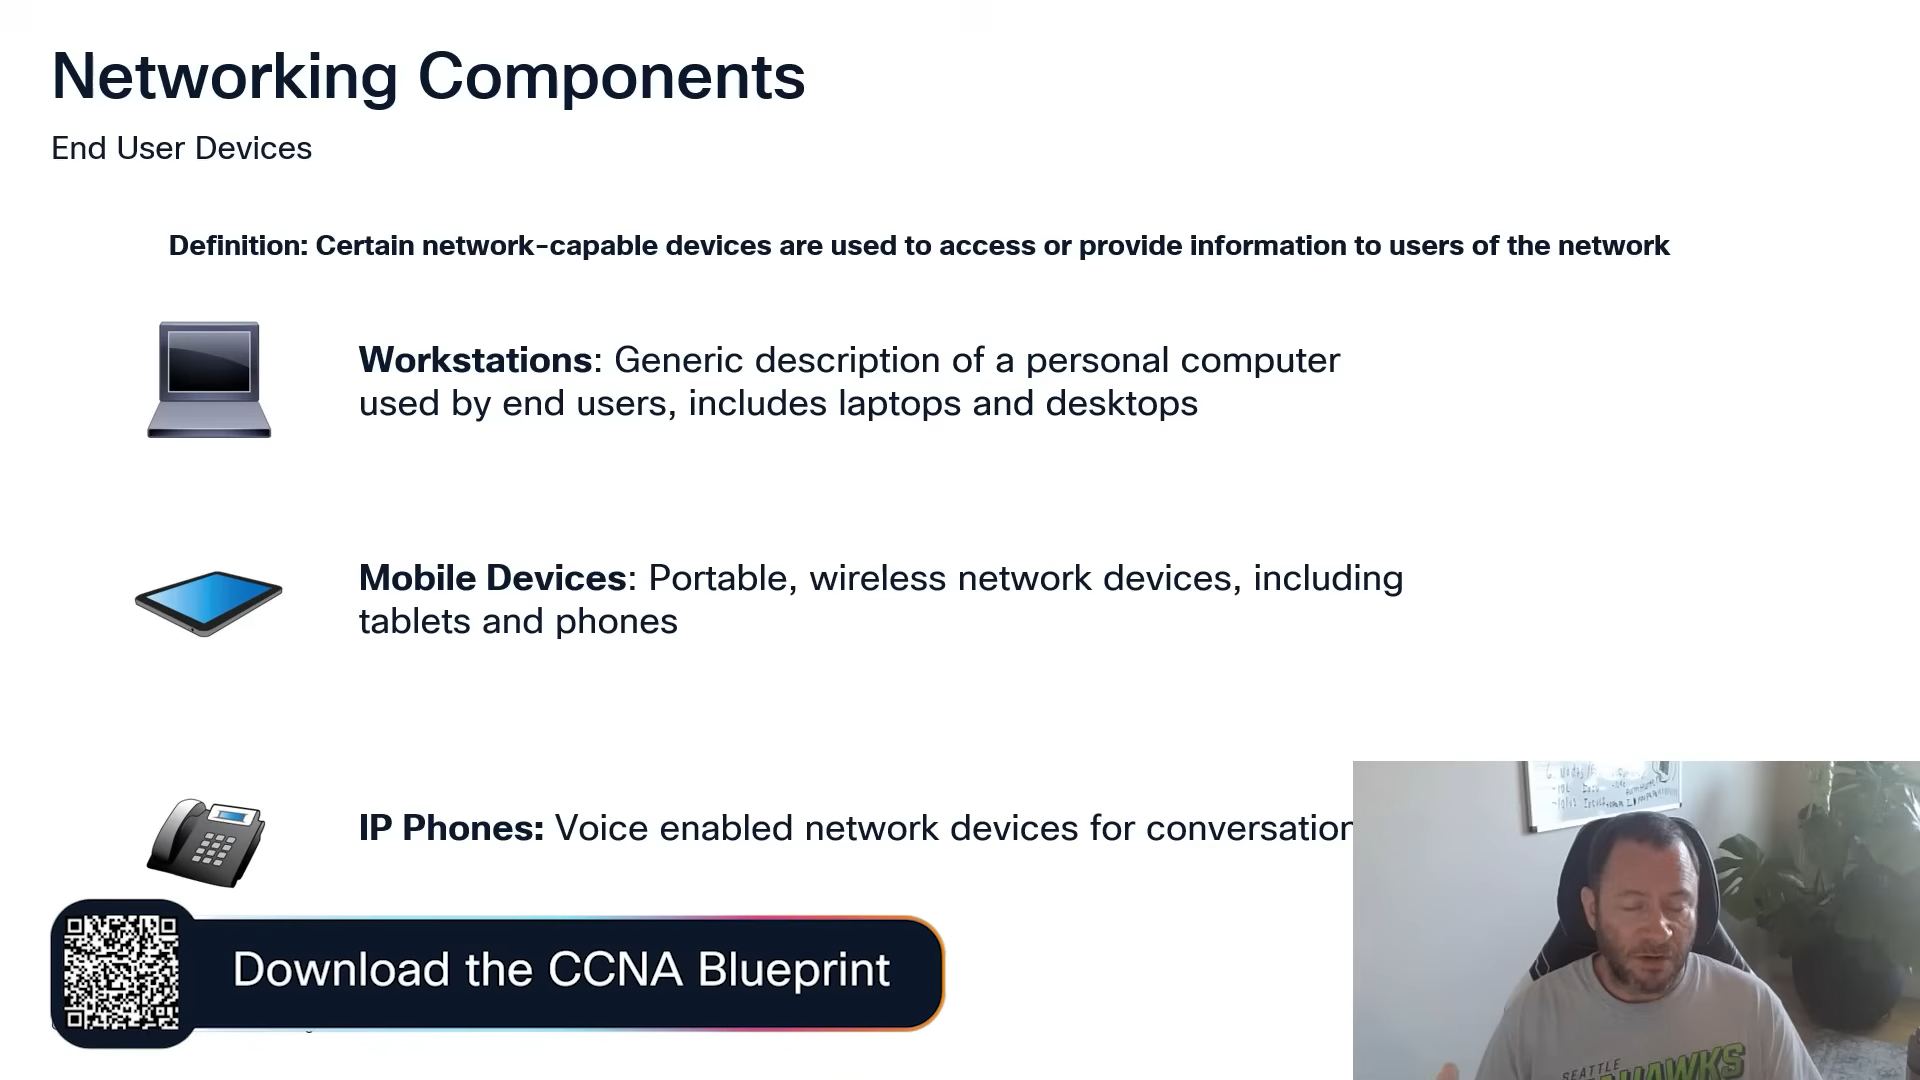 Networking Components
End User Devices
Definition: Certain network-capable devices are used to access or provide information to users of the network
Workstations: Generic description of a personal computer
used by end users, includes laptops and desktops
Mobile Devices: Portable, wireless network devices, including
tablets and phones
IP Phones: Voice enabled network devices for
Download the CCNA Blueprint
SEATTLE